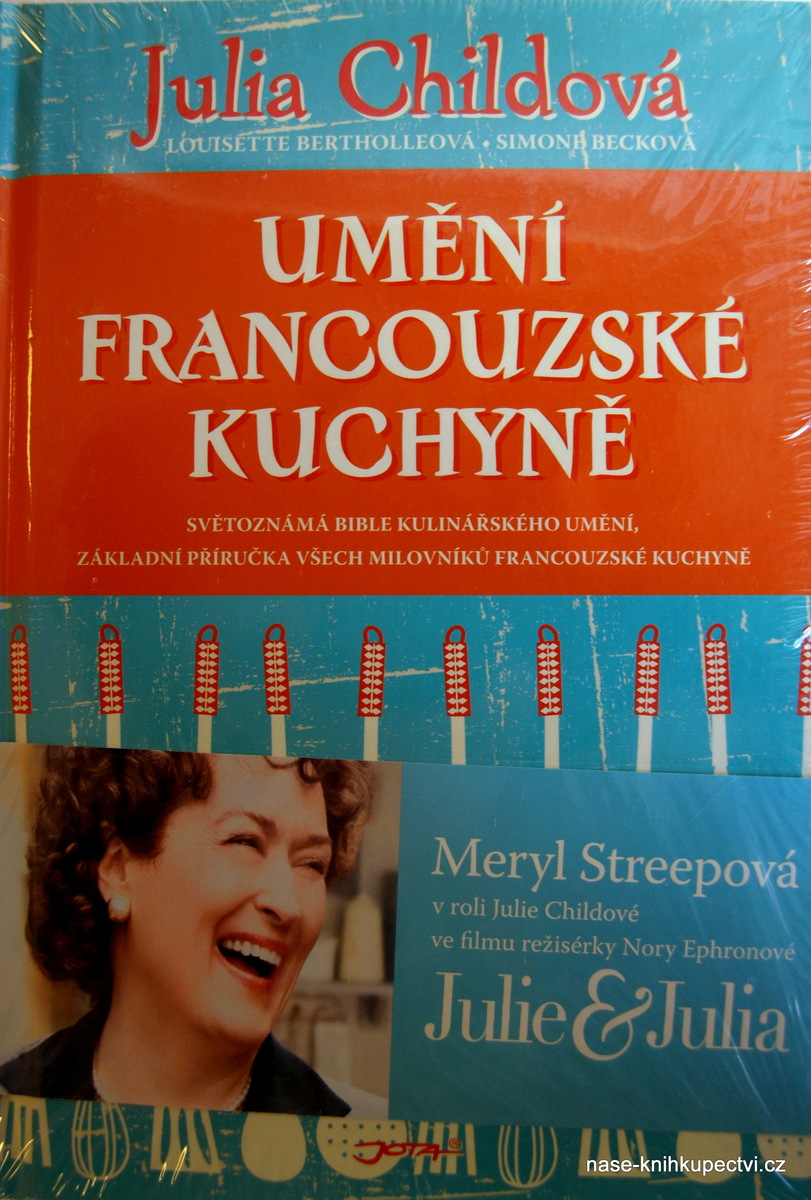 Julia Childová
LOUISETTE BERTHOLLEOVÁ • SIMONE BECKOVÁ
UMĚNÍ
FRANCOUZSKÉ
KUCHYNĚ
SVĚTOZNÁMÁ BIBLE KULINÁŘSKÉHO UMĚNÍ,
ZÁKLADNÍ PŘÍRUČKA VŠECH MILOVNÍKŮ FRANCOUZSKÉ KUCHYNĚ
Meryl Streepová
v roli Julie Childové
ve filmu režisérky Nory Ephronové
Julie&Julia
JOTA®
nase-knihkupectvi.cz